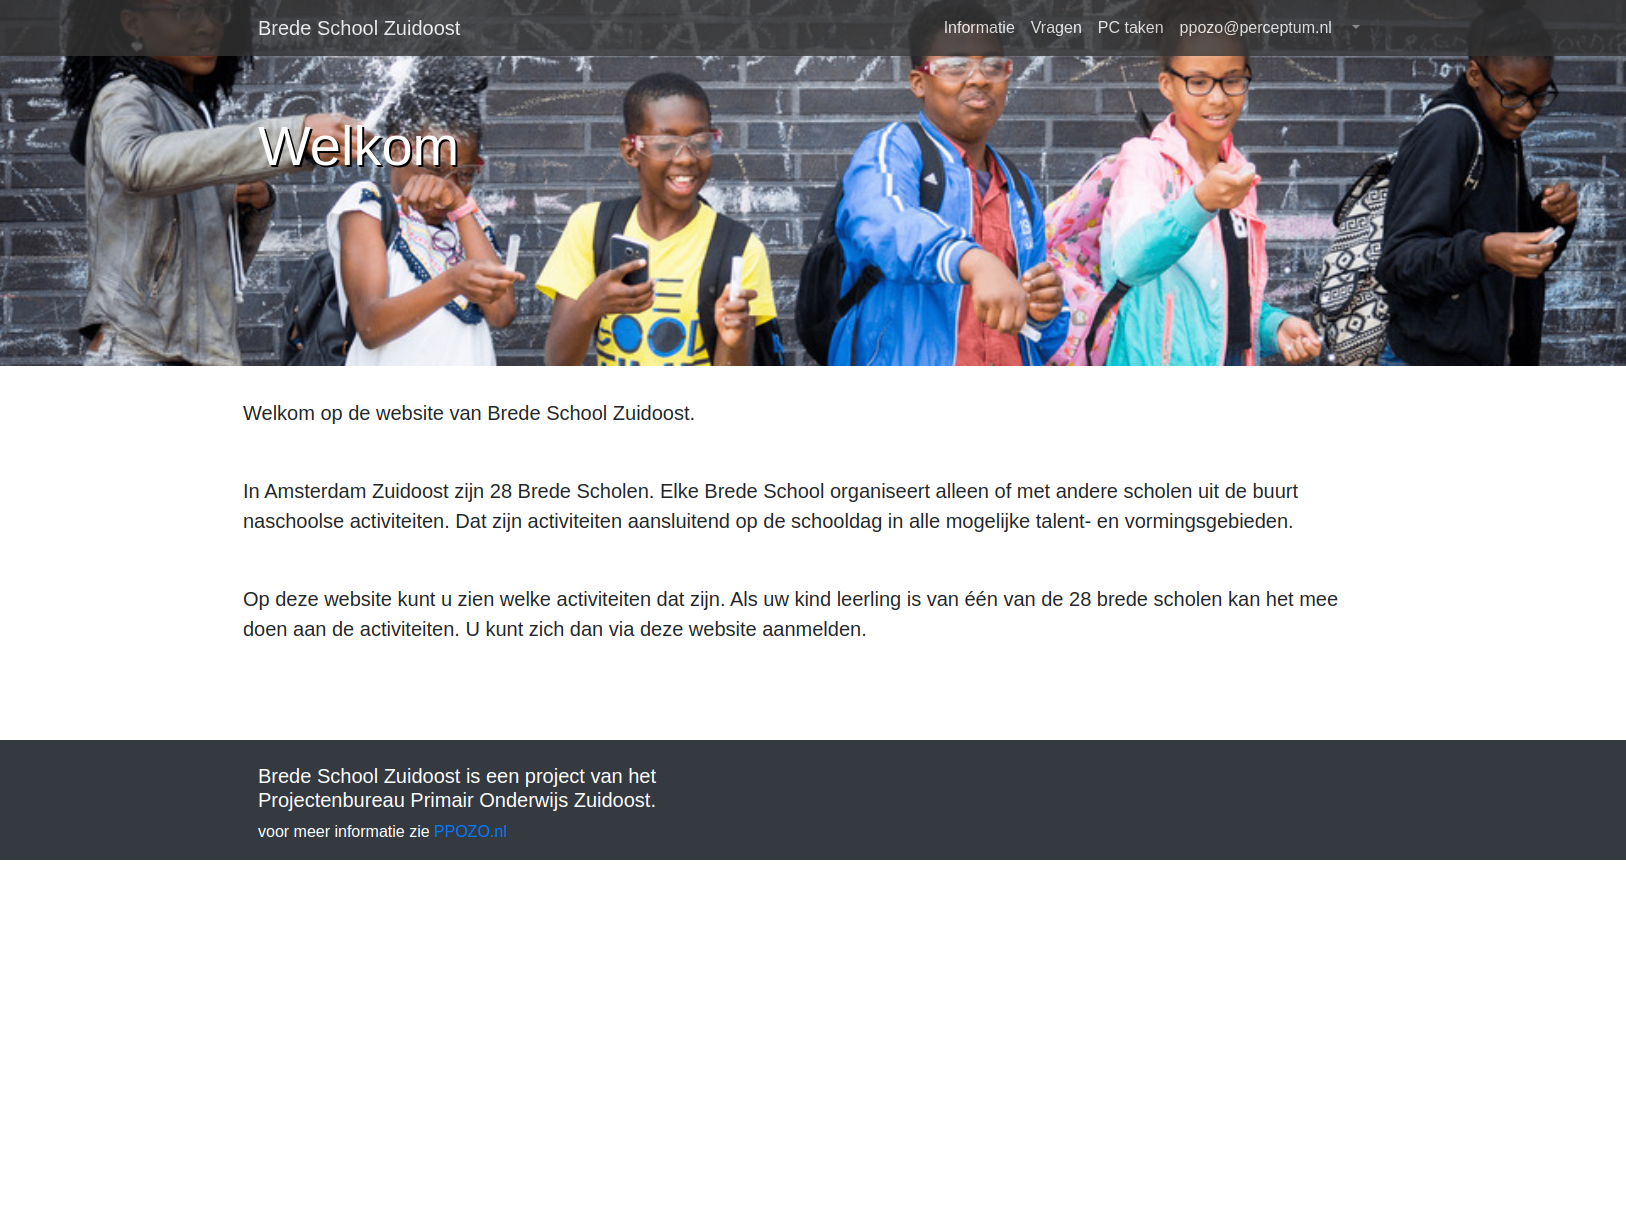 Brede School Zuidoost
Informatie Vragen PC taken ppozo@perceptum.nl
Welkom
Welkom op de website van Brede School Zuidoost.
In Amsterdam Zuidoost zijn 28 Brede Scholen. Elke Brede School organiseert alleen of met andere scholen uit de buurt
naschoolse activiteiten. Dat zijn activiteiten aansluitend op de schooldag in alle mogelijke talent- en vormingsgebieden.
Op deze website kunt u zien welke activiteiten dat zijn. Als uw kind leerling is van één van de 28 brede scholen kan het mee
doen aan de activiteiten. U kunt zich dan via deze website aanmelden.
Brede School Zuidoost is een project van het
Projectenbureau Primair Onderwijs Zuidoost.
voor meer informatie zie PPOZO.nl